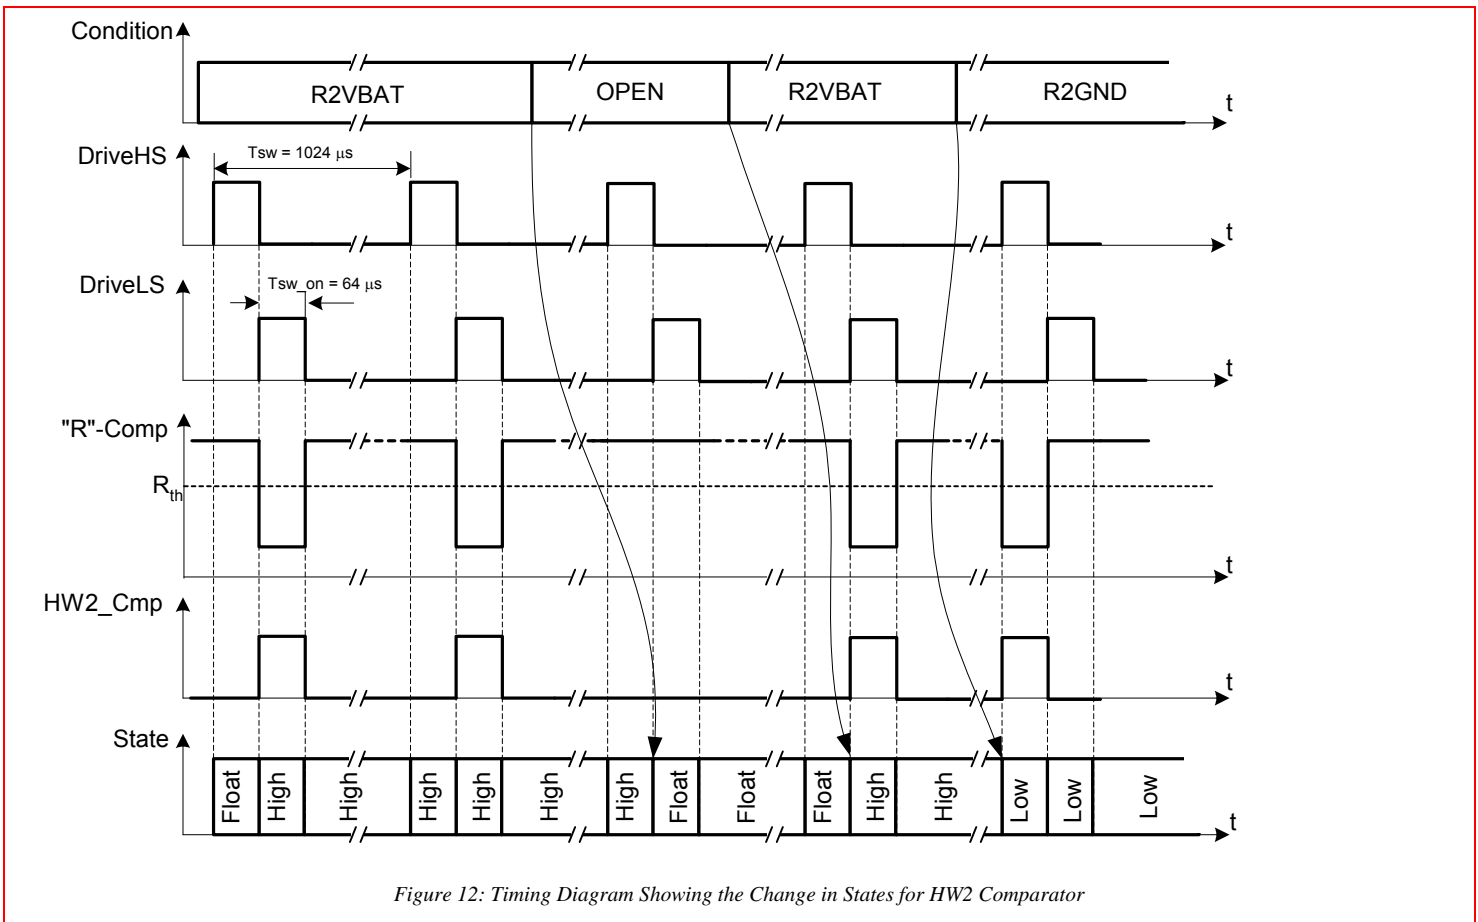 Condition
R2VBAT OPEN R2VBAT R2GND
t
DriveHS
Tsw = 1024 µs
t
DriveLS
Tsw_on = 64 µs
t
"R"-Comp
Rth
t
HW2_Cmp
t
State
Float High High High High High High Float Float Float High High Low Low Low
t
Figure 12: Timing Diagram Showing the Change in States for HW2 Comparator